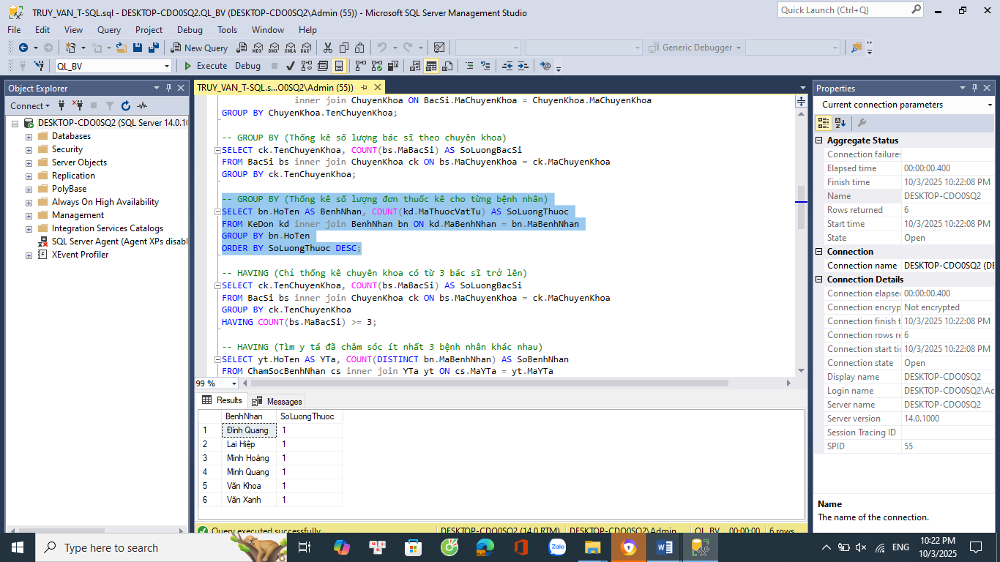 TRUY_VAN_T-SQL.sql - DESKTOP-CDO0SQ2.QL_BV (DESKTOP-CDO0SQ2\Admin (55)) - Microsoft SQL Server Management Studio
Quick Launch (Ctrl+Q)
File Edit View Query Project Debug Tools Window Help
New Query
MDX DMX XMLA DAX
Generic Debugger
QL_BV
Execute Debug
Object Explorer
Connect
DESKTOP-CDO0SQ2 (SQL Server 14.0.10
Databases
Security
Server Objects
Replication
PolyBase
Always On High Availability
Management
Integration Services Catalogs
SQL Server Agent (Agent XPs disabl
XEvent Profiler
TRUY_VAN_T-SQL.s...O0SQ2\Admin (55))
inner join ChuyenKhoa ON BacSi.MaChuyenKhoa = ChuyenKhoa.MaChuyenKhoa
GROUP BY ChuyenKhoa.TenChuyenKhoa;
-- GROUP BY (Thống kê số lượng bác sĩ theo chuyên khoa)
SELECT ck.TenChuyenKhoa, COUNT(bs.MaBacSi) AS SoLuongBacSi
FROM BacSi bs inner join ChuyenKhoa ck ON bs.MaChuyenKhoa = ck.MaChuyenKhoa
GROUP BY ck.TenChuyenKhoa;
-- GROUP BY (Thống kê số lượng đơn thuốc kê cho từng bệnh nhân)
SELECT bn.HoTen AS BenhNhan, COUNT(kd.MaThuocVatTu) AS SoLuongThuoc
FROM KeDon kd inner join BenhNhan bn ON kd.MaBenhNhan = bn.MaBenhNhan
GROUP BY bn.HoTen
ORDER BY SoLuongThuoc DESC;
-- HAVING (Chỉ thống kê chuyên khoa có từ 3 bác sĩ trở lên)
SELECT ck.TenChuyenKhoa, COUNT(bs.MaBacSi) AS SoLuongBacSi
FROM BacSi bs inner join ChuyenKhoa ck ON bs.MaChuyenKhoa = ck.MaChuyenKhoa
GROUP BY ck.TenChuyenKhoa
HAVING COUNT(bs.MaBacSi) >= 3;
-- HAVING (Tìm y tá đã chăm sóc ít nhất 3 bệnh nhân khác nhau)
SELECT yt.HoTen AS YTa, COUNT(DISTINCT bn.MaBenhNhan) AS SoBenhNhan
FROM ChamSocBenhNhan cs inner join YTa yt ON cs.MaYTa = yt.MaYTa
99 %
Results Messages
BenhNhan SoLuongThuoc
1 Đình Quang 1
2 Lai Hiệp 1
3 Minh Hoàng 1
4 Minh Quang 1
5 Văn Khoa 1
6 Văn Xanh 1
Query executed successfully.
DESKTOP-CDO0SQ2 (14.0 RTM) DESKTOP-CDO0SQ2\Admin ... QL_BV 00:00:00 6 rows
Properties
Current connection parameters
Aggregate Status
Connection failures
Elapsed time 00:00:00.400
Finish time 10/3/2025 10:22:08 PM
Name DESKTOP-CDO0SQ2
Rows returned 6
Start time 10/3/2025 10:22:08 PM
State Open
Connection
Connection name DESKTOP-CDO0SQ2 (DE
Connection Details
Connection elapse 00:00:00.400
Connection encryp Not encrypted
Connection finish t 10/3/2025 10:22:08 PM
Connection rows re 6
Connection start tin 10/3/2025 10:22:08 PM
Connection state Open
Display name DESKTOP-CDO0SQ2
Login name DESKTOP-CDO0SQ2\Ad
Server name DESKTOP-CDO0SQ2
Server version 14.0.1000
Session Tracing ID
SPID 55
Name
The name of the connection.
Type here to search
Zalo
ENG
10:22 PM
10/3/2025